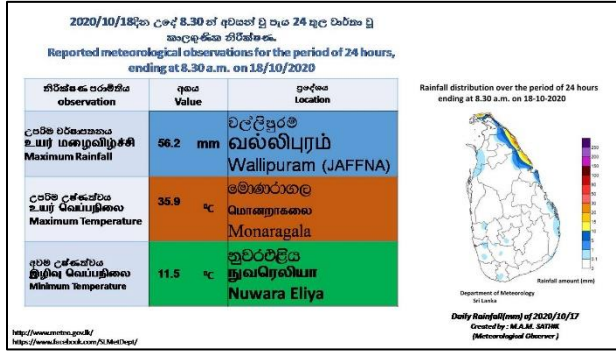 2020/10/18දින උදේ 8.30 න් අවසන් වු පැය 24 තුල වාර්තා වු
කාලගුණික නිරීක්ෂණ.
Reported meteorological observations for the period of 24 hours,
ending at 8.30 a.m. on 18/10/2020
නිරීක්ෂණ පරාමිතිය
observation
අගය
Value
ප්‍රදේශය
Location
උපරිම වර්ෂාපතනය
உயர் மழைவீழ்ச்சி
Maximum Rainfall
56.2 mm
වල්ලිපුරම්
வல்லிபுரம்
Wallipuram (JAFFNA)
උපරිම උෂ්ණත්වය
உயர் வெப்பநிலை
Maximum Temperature
35.9 ⁰C
මොණරාගල
மொனறாகலை
Monaragala
අවම උෂ්ණත්වය
இழிவு வெப்பநிலை
Minimum Temperature
11.5 ⁰C
නුවරඑළිය
நுவரெலியா
Nuwara Eliya
http://www.meteo.gov.lk/
https://www.facebook.com/SLMetDept/
Rainfall distribution over the period of 24 hours
ending at 8.30 a.m. on 18-10-2020
Rainfall amount (mm)
Department of Meteorology
Sri Lanka
Daily Rainfall(mm) of 2020/10/17
Created by : M.A.M. SATHIK
(Meteorological Observer )